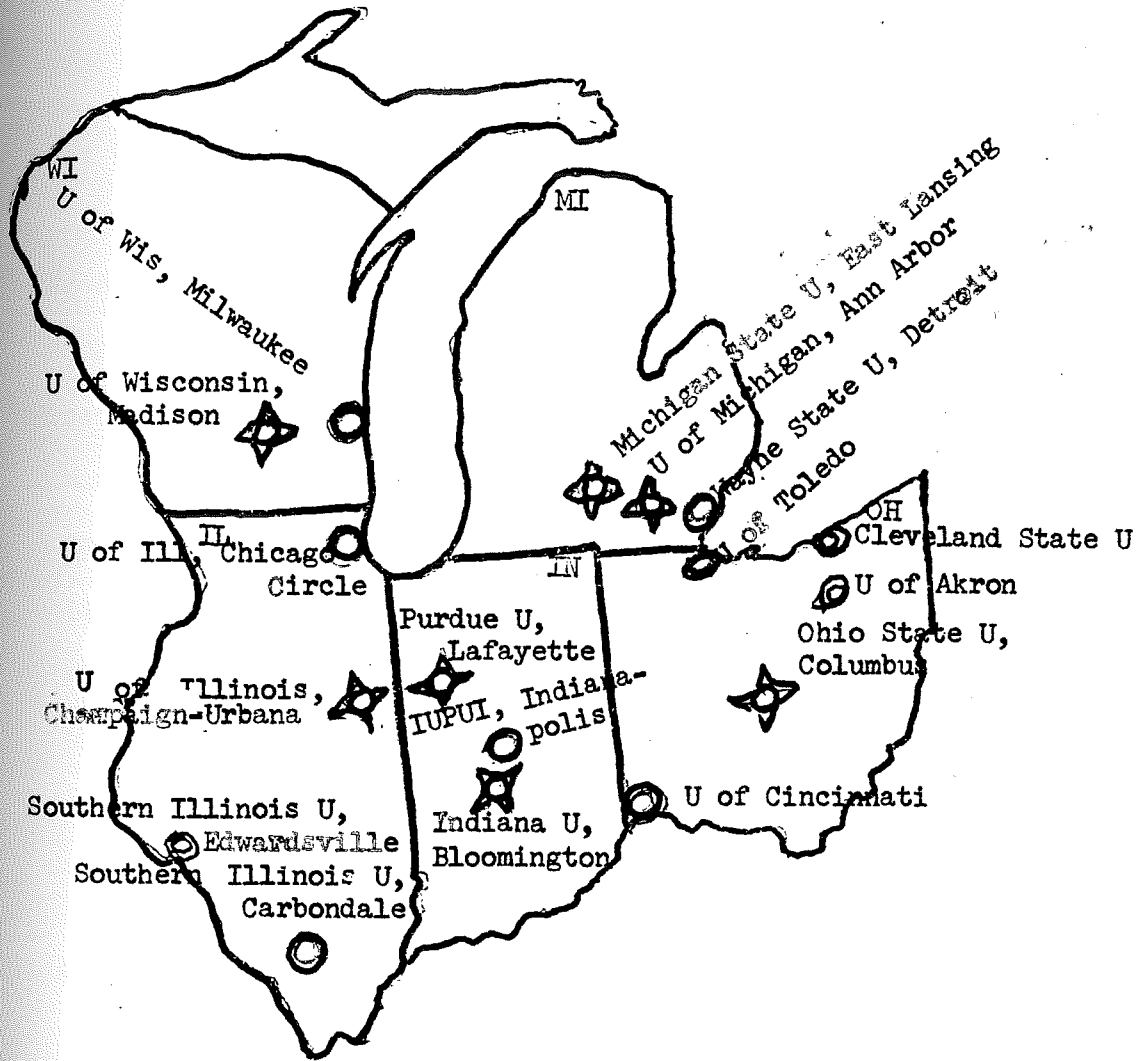 WI
U of Wis, Milwaukee
MI
Michigan State U, East Lansing
U of Michigan, Ann Arbor
Wayne State U, Detroit
U of Toledo
U of Wisconsin,
Madison
IL
U of Ill, Chicago
Circle
IN
OH
Cleveland State U
U of Akron
Purdue U,
Lafayette
Ohio State U,
Columbus
U of Illinois,
Champaign-Urbana
IUPUI, Indiana-
polis
Southern Illinois U,
Edwardsville
Indiana U,
Bloomington
U of Cincinnati
Southern Illinois U,
Carbondale